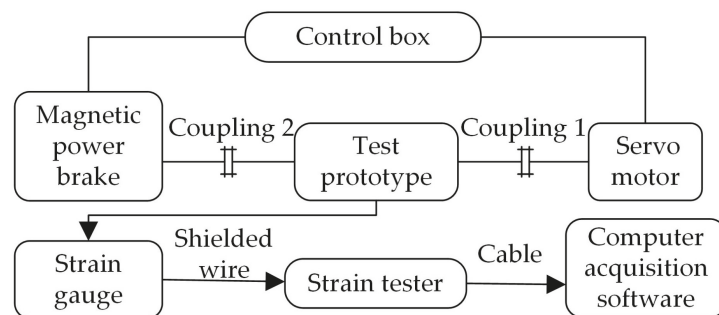 Control box
Magnetic
power
brake
Coupling 2
Test
prototype
Coupling 1
Servo
motor
Strain
gauge
Shielded
wire
Strain tester
Cable
Computer
acquisition
software